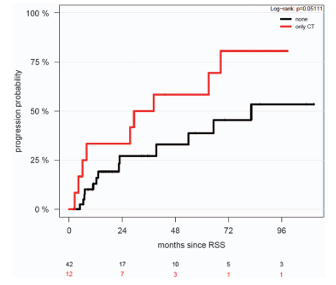 Log-rank: p=0.05111
none
only CT
100 %
75 %
50 %
25 %
0 %
progression probability
0 24 48 72 96
months since RSS
42 17 10 5 3
12 7 3 1 1